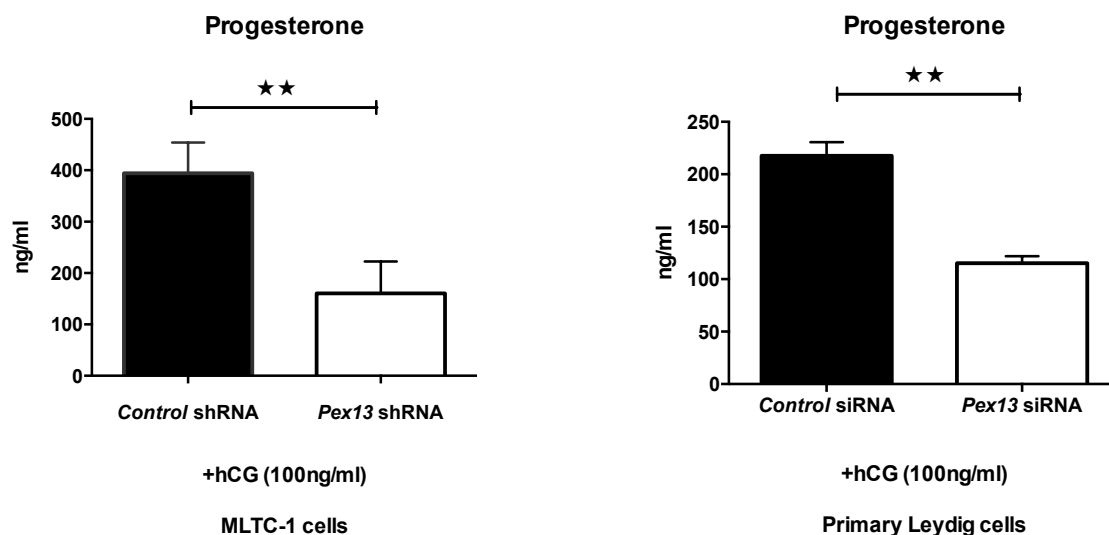 Progesterone
★★
500
400
300
200
100
0
ng/ml
Control shRNA
Pex13 shRNA
+hCG (100ng/ml)
MLTC-1 cells
Progesterone
★★
250
200
150
100
50
0
ng/ml
Control siRNA
Pex13 siRNA
+hCG (100ng/ml)
Primary Leydig cells